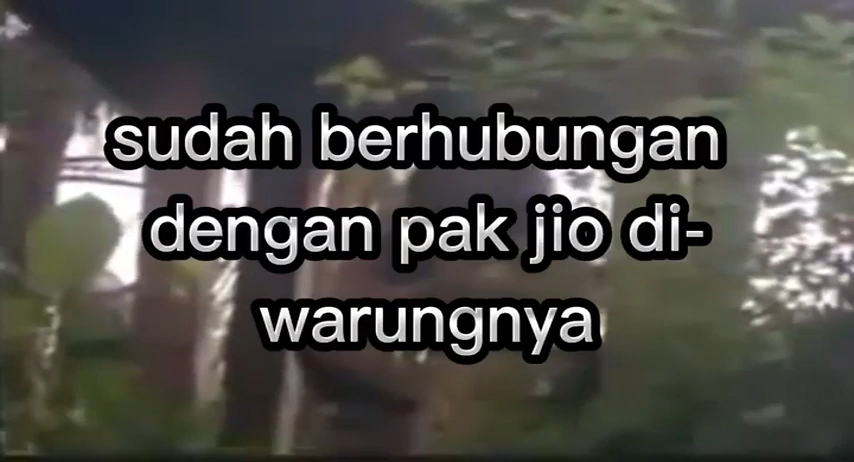 sudah berhubungan
dengan pak jio di-
warungnya